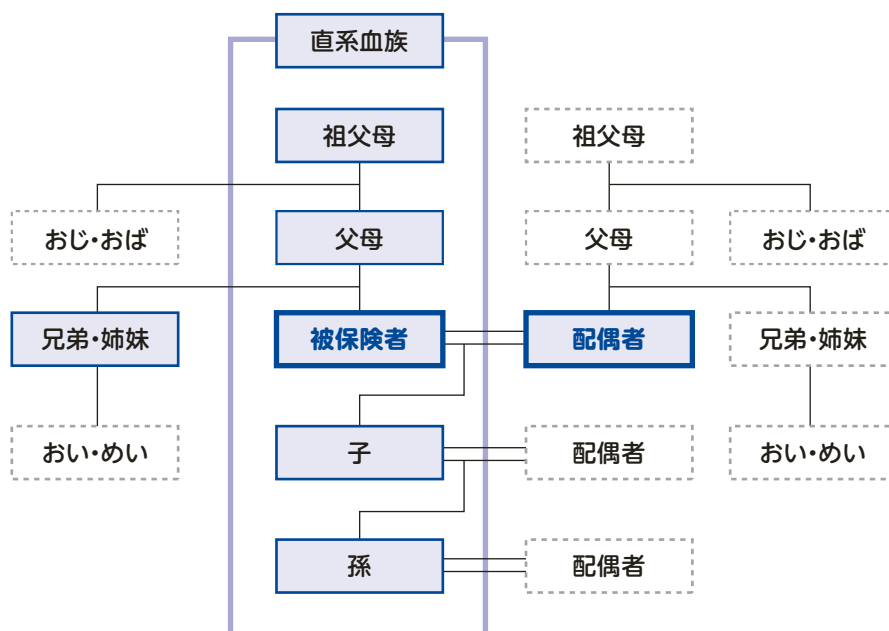 直系血族
祖父母
祖父母
おじ・おば
父母
父母
おじ・おば
兄弟・姉妹
被保険者
配偶者
兄弟・姉妹
おい・めい
子
配偶者
おい・めい
孫
配偶者